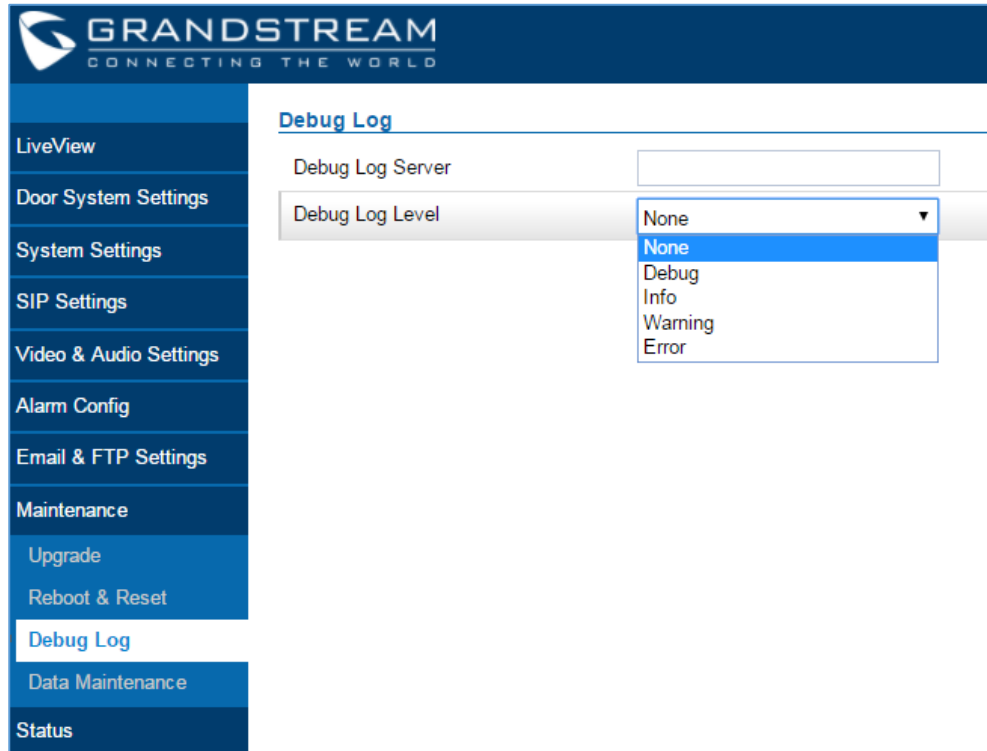 GRANDSTREAM
CONNECTING THE WORLD
LiveView
Door System Settings
System Settings
SIP Settings
Video & Audio Settings
Alarm Config
Email & FTP Settings
Maintenance
Upgrade
Reboot & Reset
Debug Log
Data Maintenance
Status
Debug Log
Debug Log Server
Debug Log Level
None
None
Debug
Info
Warning
Error